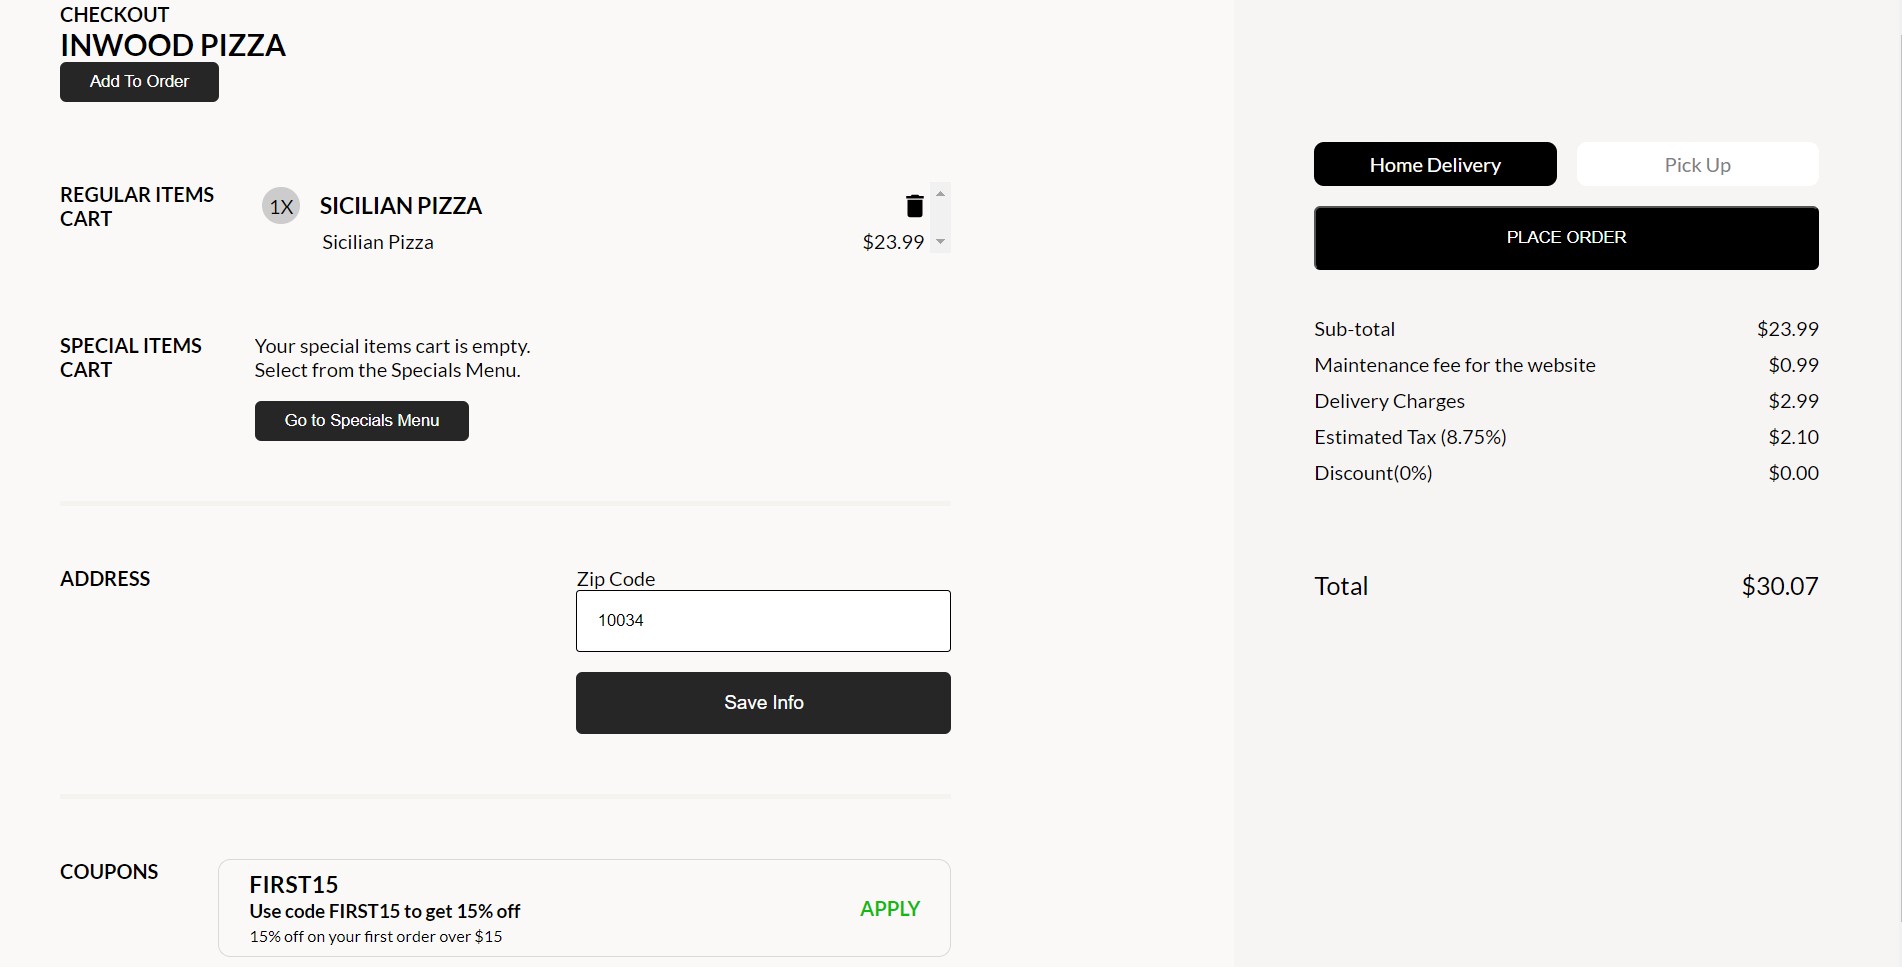 CHECKOUT
INWOOD PIZZA
Add To Order
REGULAR ITEMS
CART
1X
SICILIAN PIZZA
Sicilian Pizza
$23.99
SPECIAL ITEMS
CART
Your special items cart is empty.
Select from the Specials Menu.
Go to Specials Menu
ADDRESS
Zip Code
10034
Save Info
COUPONS
FIRST15
Use code FIRST15 to get 15% off
15% off on your first order over $15
APPLY
Home Delivery
Pick Up
PLACE ORDER
Sub-total $23.99
Maintenance fee for the website $0.99
Delivery Charges $2.99
Estimated Tax (8.75%) $2.10
Discount(0%) $0.00
Total $30.07